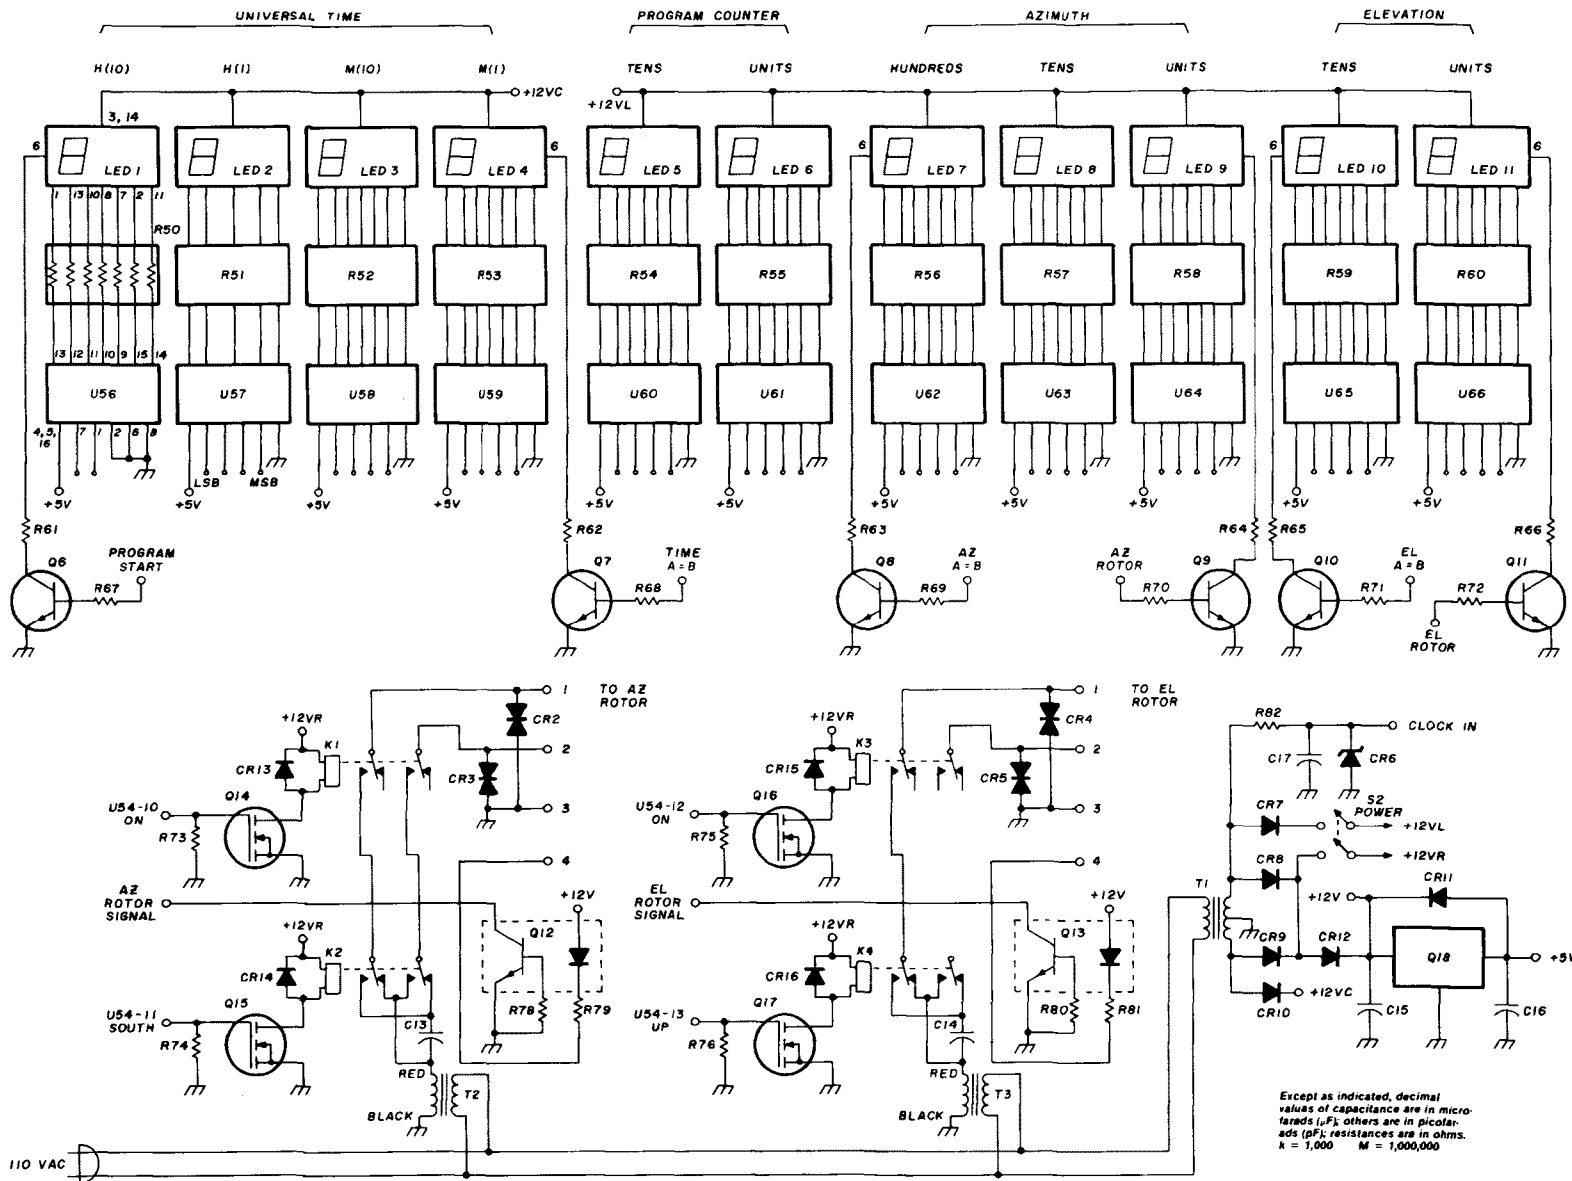 UNIVERSAL TIME
PROGRAM COUNTER
AZIMUTH
ELEVATION
H(10)
H(1)
M(10)
M(1)
TENS
UNITS
HUNDREDS
TENS
UNITS
TENS
UNITS
+12VC
+12VL
3, 14
6
LED 1
LED 2
LED 3
LED 4
6
LED 5
LED 6
6
LED 7
LED 8
LED 9
6
LED 10
LED 11
6
1 13 10 8 7 2 11
R50
R51
R52
R53
R54
R55
R56
R57
R58
R59
R60
13 12 11 10 9 15 14
U56
U57
U58
U59
U60
U61
U62
U63
U64
U65
U66
4, 5, 16
7 1 2 6 8
LSB
MSB
+5V
+5V
+5V
+5V
+5V
+5V
+5V
+5V
+5V
+5V
+5V
R61
R62
R63
R64
R65
R66
Q6
PROGRAM START
R67
Q7
TIME A=B
R68
Q8
AZ A=B
R69
AZ ROTOR
R70
Q9
Q10
EL A=B
R71
R72
Q11
EL ROTOR
1
TO AZ ROTOR
CR2
+12VR
K1
CR13
2
CR3
3
U54-10 ON
Q14
R73
4
AZ ROTOR SIGNAL
+12V
Q12
+12VR
K2
CR14
U54-11 SOUTH
Q15
R74
R78
R79
C13
RED
BLACK
T2
1
TO EL ROTOR
CR4
+12VR
K3
CR15
2
CR5
3
U54-12 ON
Q16
R75
4
EL ROTOR SIGNAL
+12V
Q13
+12VR
K4
CR16
U54-13 UP
Q17
R76
R80
R81
C14
RED
BLACK
T3
R82
CLOCK IN
C17
CR6
CR7
S2 POWER
+12VL
CR8
+12VR
T1
+12V
CR11
CR9
CR12
Q18
+5V
+12VC
CR10
C15
C16
110 VAC
Except as indicated, decimal
values of capacitance are in micro-
farads (µF); others are in picofar-
ads (pF); resistances are in ohms.
k = 1,000 M = 1,000,000